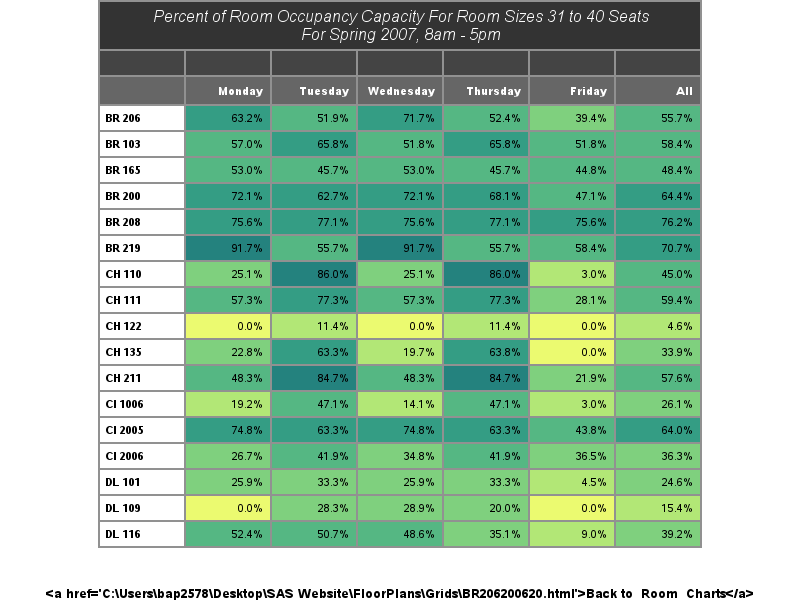 Percent of Room Occupancy Capacity For Room Sizes 31 to 40 Seats
For Spring 2007, 8am - 5pm
Monday Tuesday Wednesday Thursday Friday All
BR 206 63.2% 51.9% 71.7% 52.4% 39.4% 55.7%
BR 103 57.0% 65.8% 51.8% 65.8% 51.8% 58.4%
BR 165 53.0% 45.7% 53.0% 45.7% 44.8% 48.4%
BR 200 72.1% 62.7% 72.1% 68.1% 47.1% 64.4%
BR 208 75.6% 77.1% 75.6% 77.1% 75.6% 76.2%
BR 219 91.7% 55.7% 91.7% 55.7% 58.4% 70.7%
CH 110 25.1% 86.0% 25.1% 86.0% 3.0% 45.0%
CH 111 57.3% 77.3% 57.3% 77.3% 28.1% 59.4%
CH 122 0.0% 11.4% 0.0% 11.4% 0.0% 4.6%
CH 135 22.8% 63.3% 19.7% 63.8% 0.0% 33.9%
CH 211 48.3% 84.7% 48.3% 84.7% 21.9% 57.6%
CI 1006 19.2% 47.1% 14.1% 47.1% 3.0% 26.1%
CI 2005 74.8% 63.3% 74.8% 63.3% 43.8% 64.0%
CI 2006 26.7% 41.9% 34.8% 41.9% 36.5% 36.3%
DL 101 25.9% 33.3% 25.9% 33.3% 4.5% 24.6%
DL 109 0.0% 28.3% 28.9% 20.0% 0.0% 15.4%
DL 116 52.4% 50.7% 48.6% 35.1% 9.0% 39.2%
<a href='C:\Users\bap2578\Desktop\SAS Website\FloorPlans\Grids\BR206200620.html'>Back to Room Charts</a>